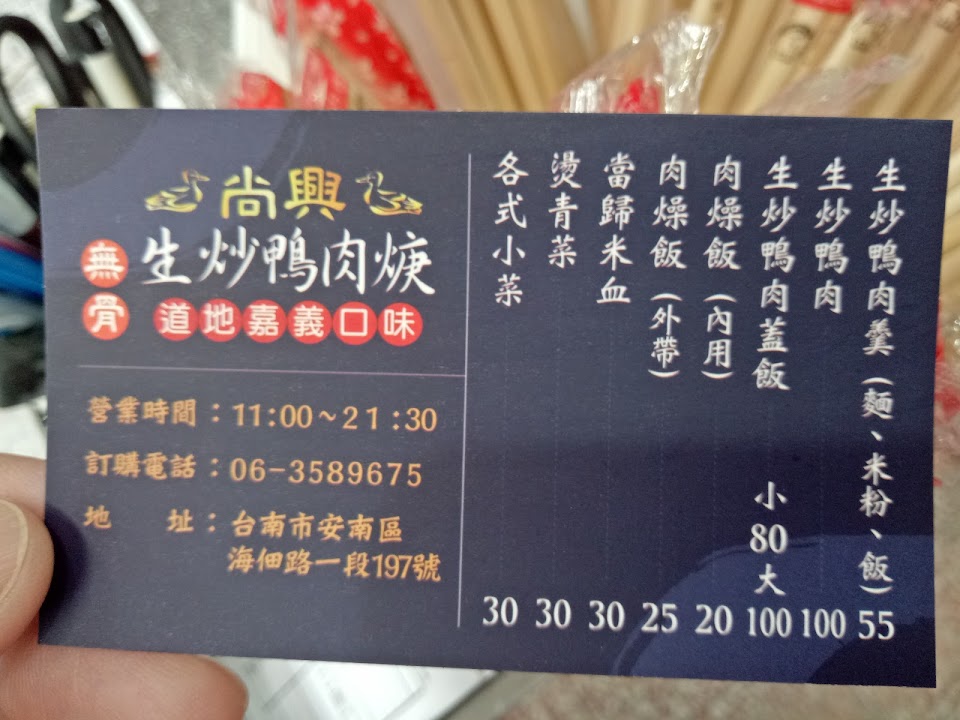 尚興
無骨
生炒鴨肉焿
道地嘉義口味
營業時間：11:00～21:30
訂購電話：06-3589675
地址：台南市安南區
海佃路一段197號
生炒鴨肉羹（麵、米粉、飯）55
生炒鴨肉 100
生炒鴨肉蓋飯 小80大100
肉燥飯（內用）20
肉燥飯（外帶）25
當歸米血 30
燙青菜 30
各式小菜 30